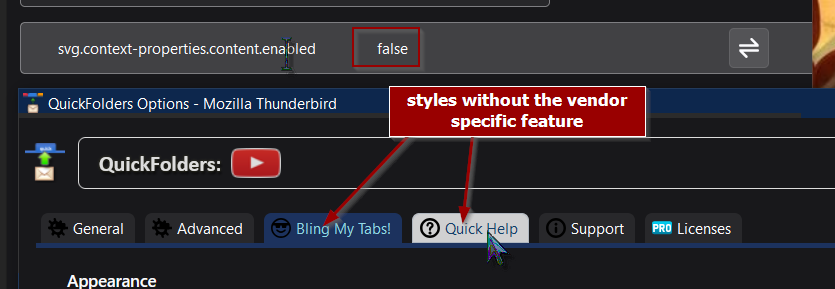 svg.context-properties.content.enabled false
QuickFolders Options - Mozilla Thunderbird
styles without the vendor
specific feature
QuickFolders:
General Advanced Bling My Tabs! Quick Help Support PRO Licenses
Appearance